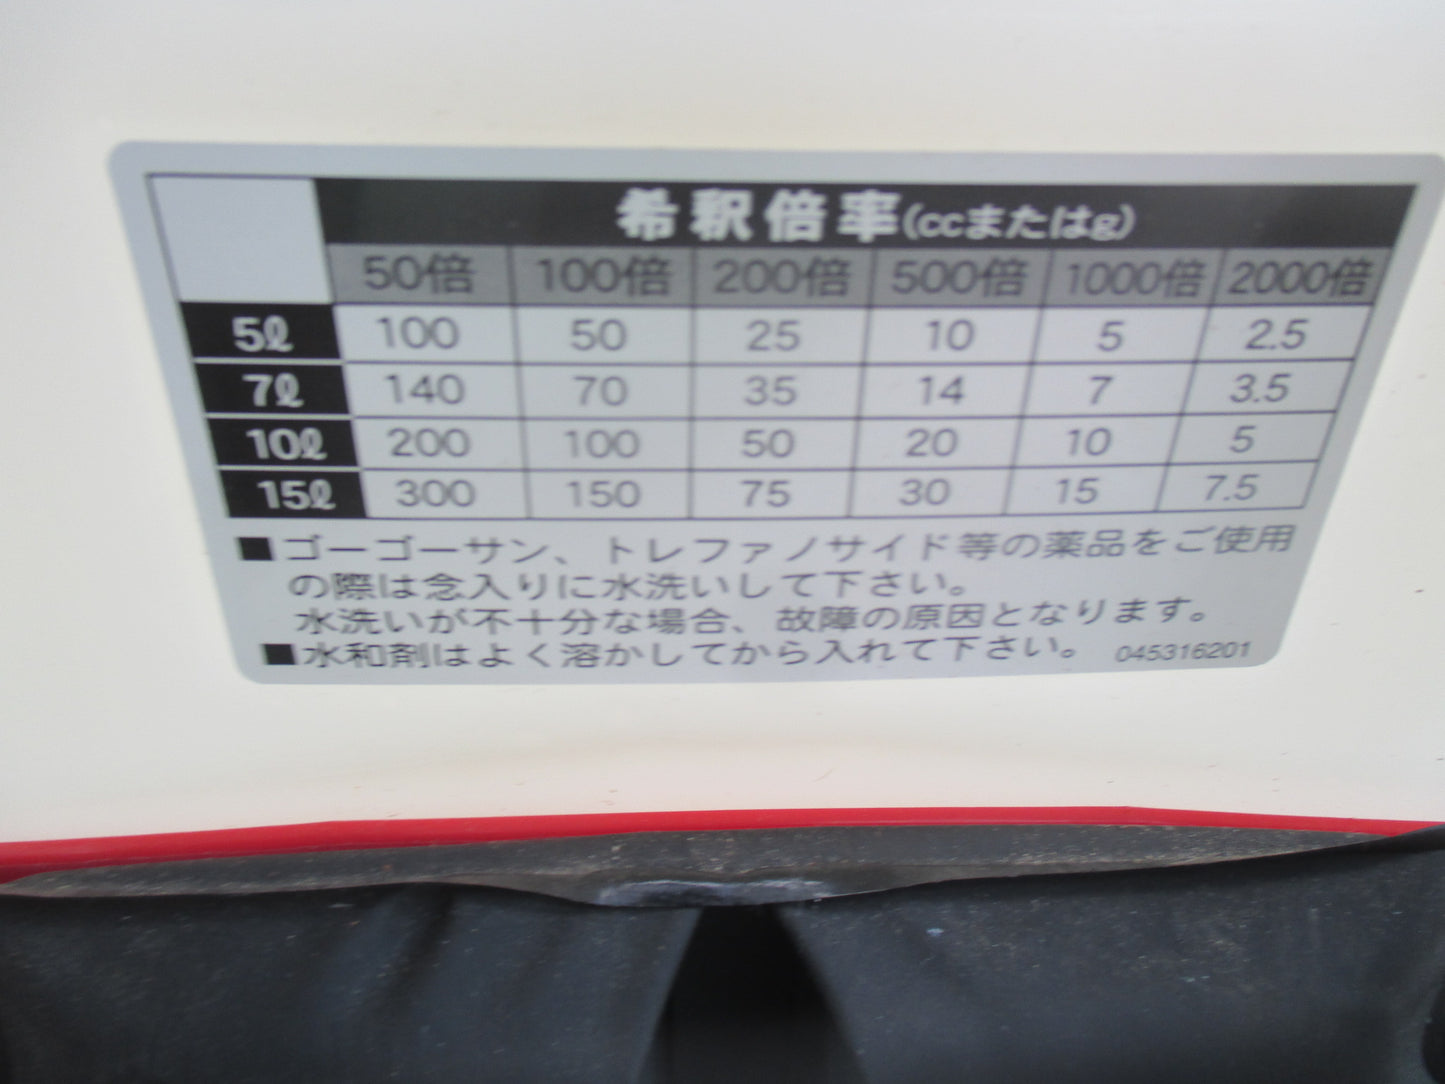 希釈倍率(ccまたはg)
50倍 100倍 200倍 500倍 1000倍 2000倍
5ℓ 100 50 25 10 5 2.5
7ℓ 140 70 35 14 7 3.5
10ℓ 200 100 50 20 10 5
15ℓ 300 150 75 30 15 7.5
■ゴーゴーサン、トレファノサイド等の薬品をご使用
の際は念入りに水洗いして下さい。
水洗いが不十分な場合、故障の原因となります。
■水和剤はよく溶かしてから入れて下さい。 045316201